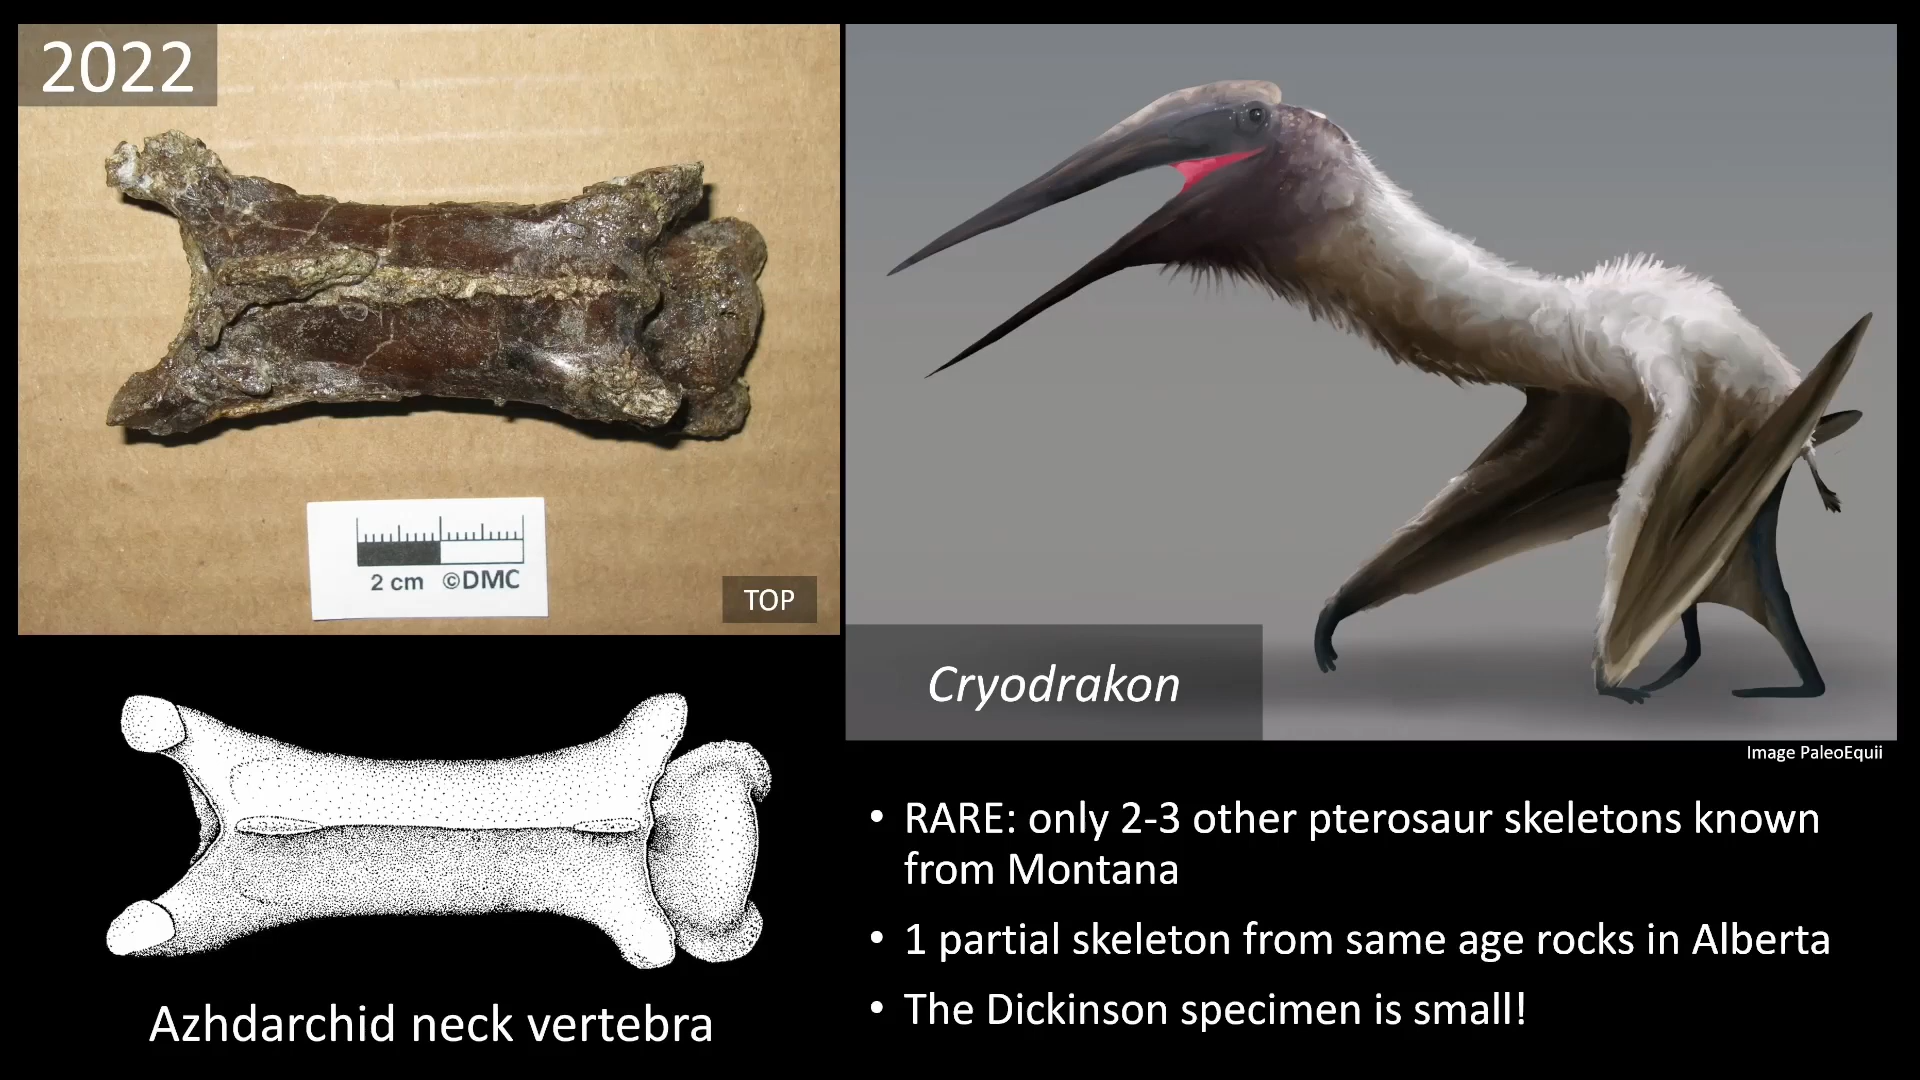 2022
2 cm ©DMC
TOP
Azhdarchid neck vertebra
Cryodrakon
Image PaleoEquii
• RARE: only 2-3 other pterosaur skeletons known
from Montana
• 1 partial skeleton from same age rocks in Alberta
• The Dickinson specimen is small!